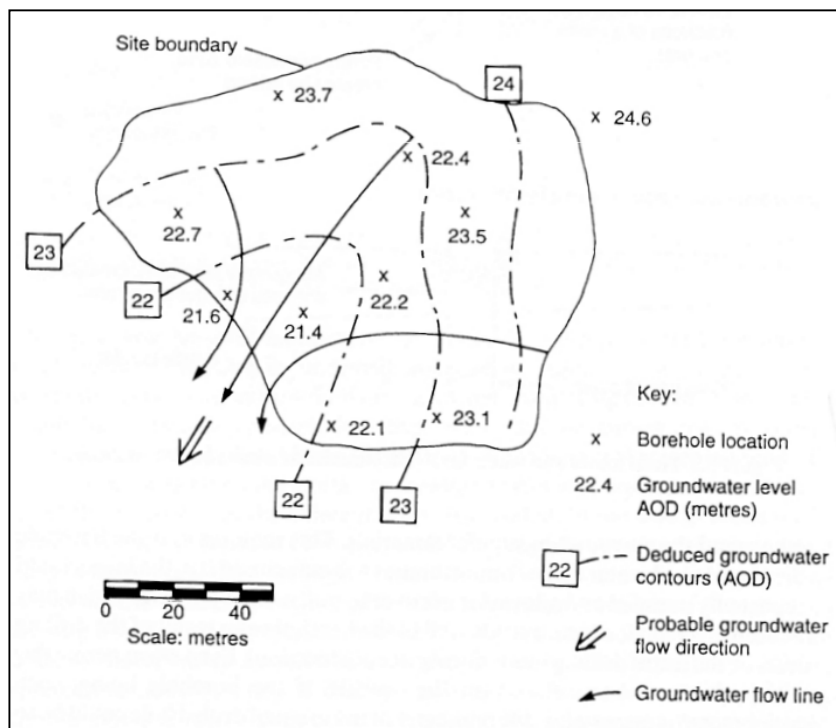 Site boundary
24
x 23.7
x 24.6
x 22.4
x
22.7
x
23.5
23
22
x
21.6
x
21.4
x
22.2
x 22.1
x 23.1
22
23
Key:
x Borehole location
22.4 Groundwater level
AOD (metres)
22 Deduced groundwater
contours (AOD)
Probable groundwater
flow direction
Groundwater flow line
0 20 40
Scale: metres